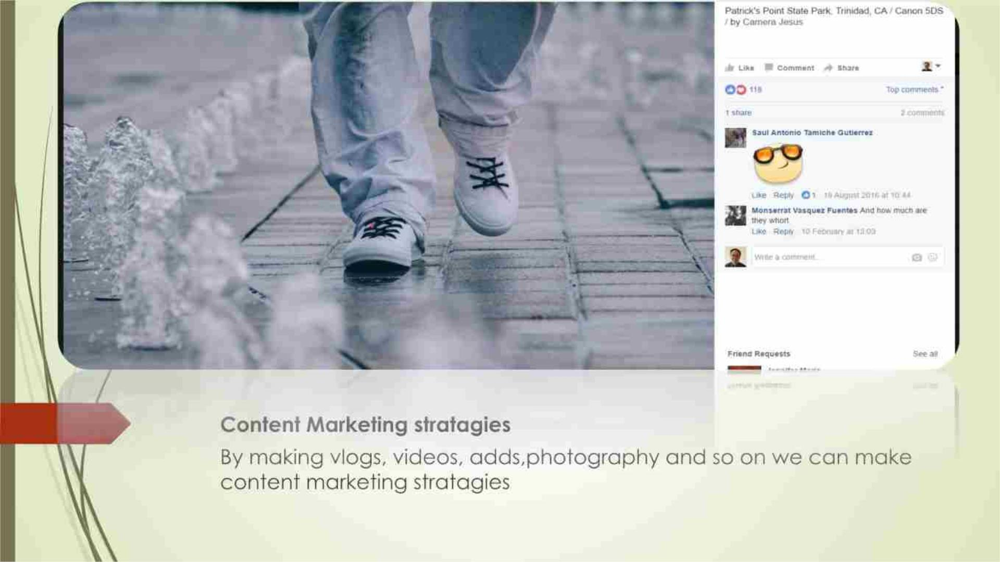 Patrick's Point State Park, Trinidad, CA / Canon 5DS
/ by Camera Jesus
Like Comment Share
118 Top comments
1 share 2 comments
Saul Antonio Tamiche Gutierrez
Like Reply 1 19 August 2016 at 10:44
Monserrat Vasquez Fuentes And how much are
they whort
Like Reply 10 February at 13:03
Write a comment...
Friend Requests See all
Content Marketing stratagies
By making vlogs, videos, adds,photography and so on we can make
content marketing stratagies